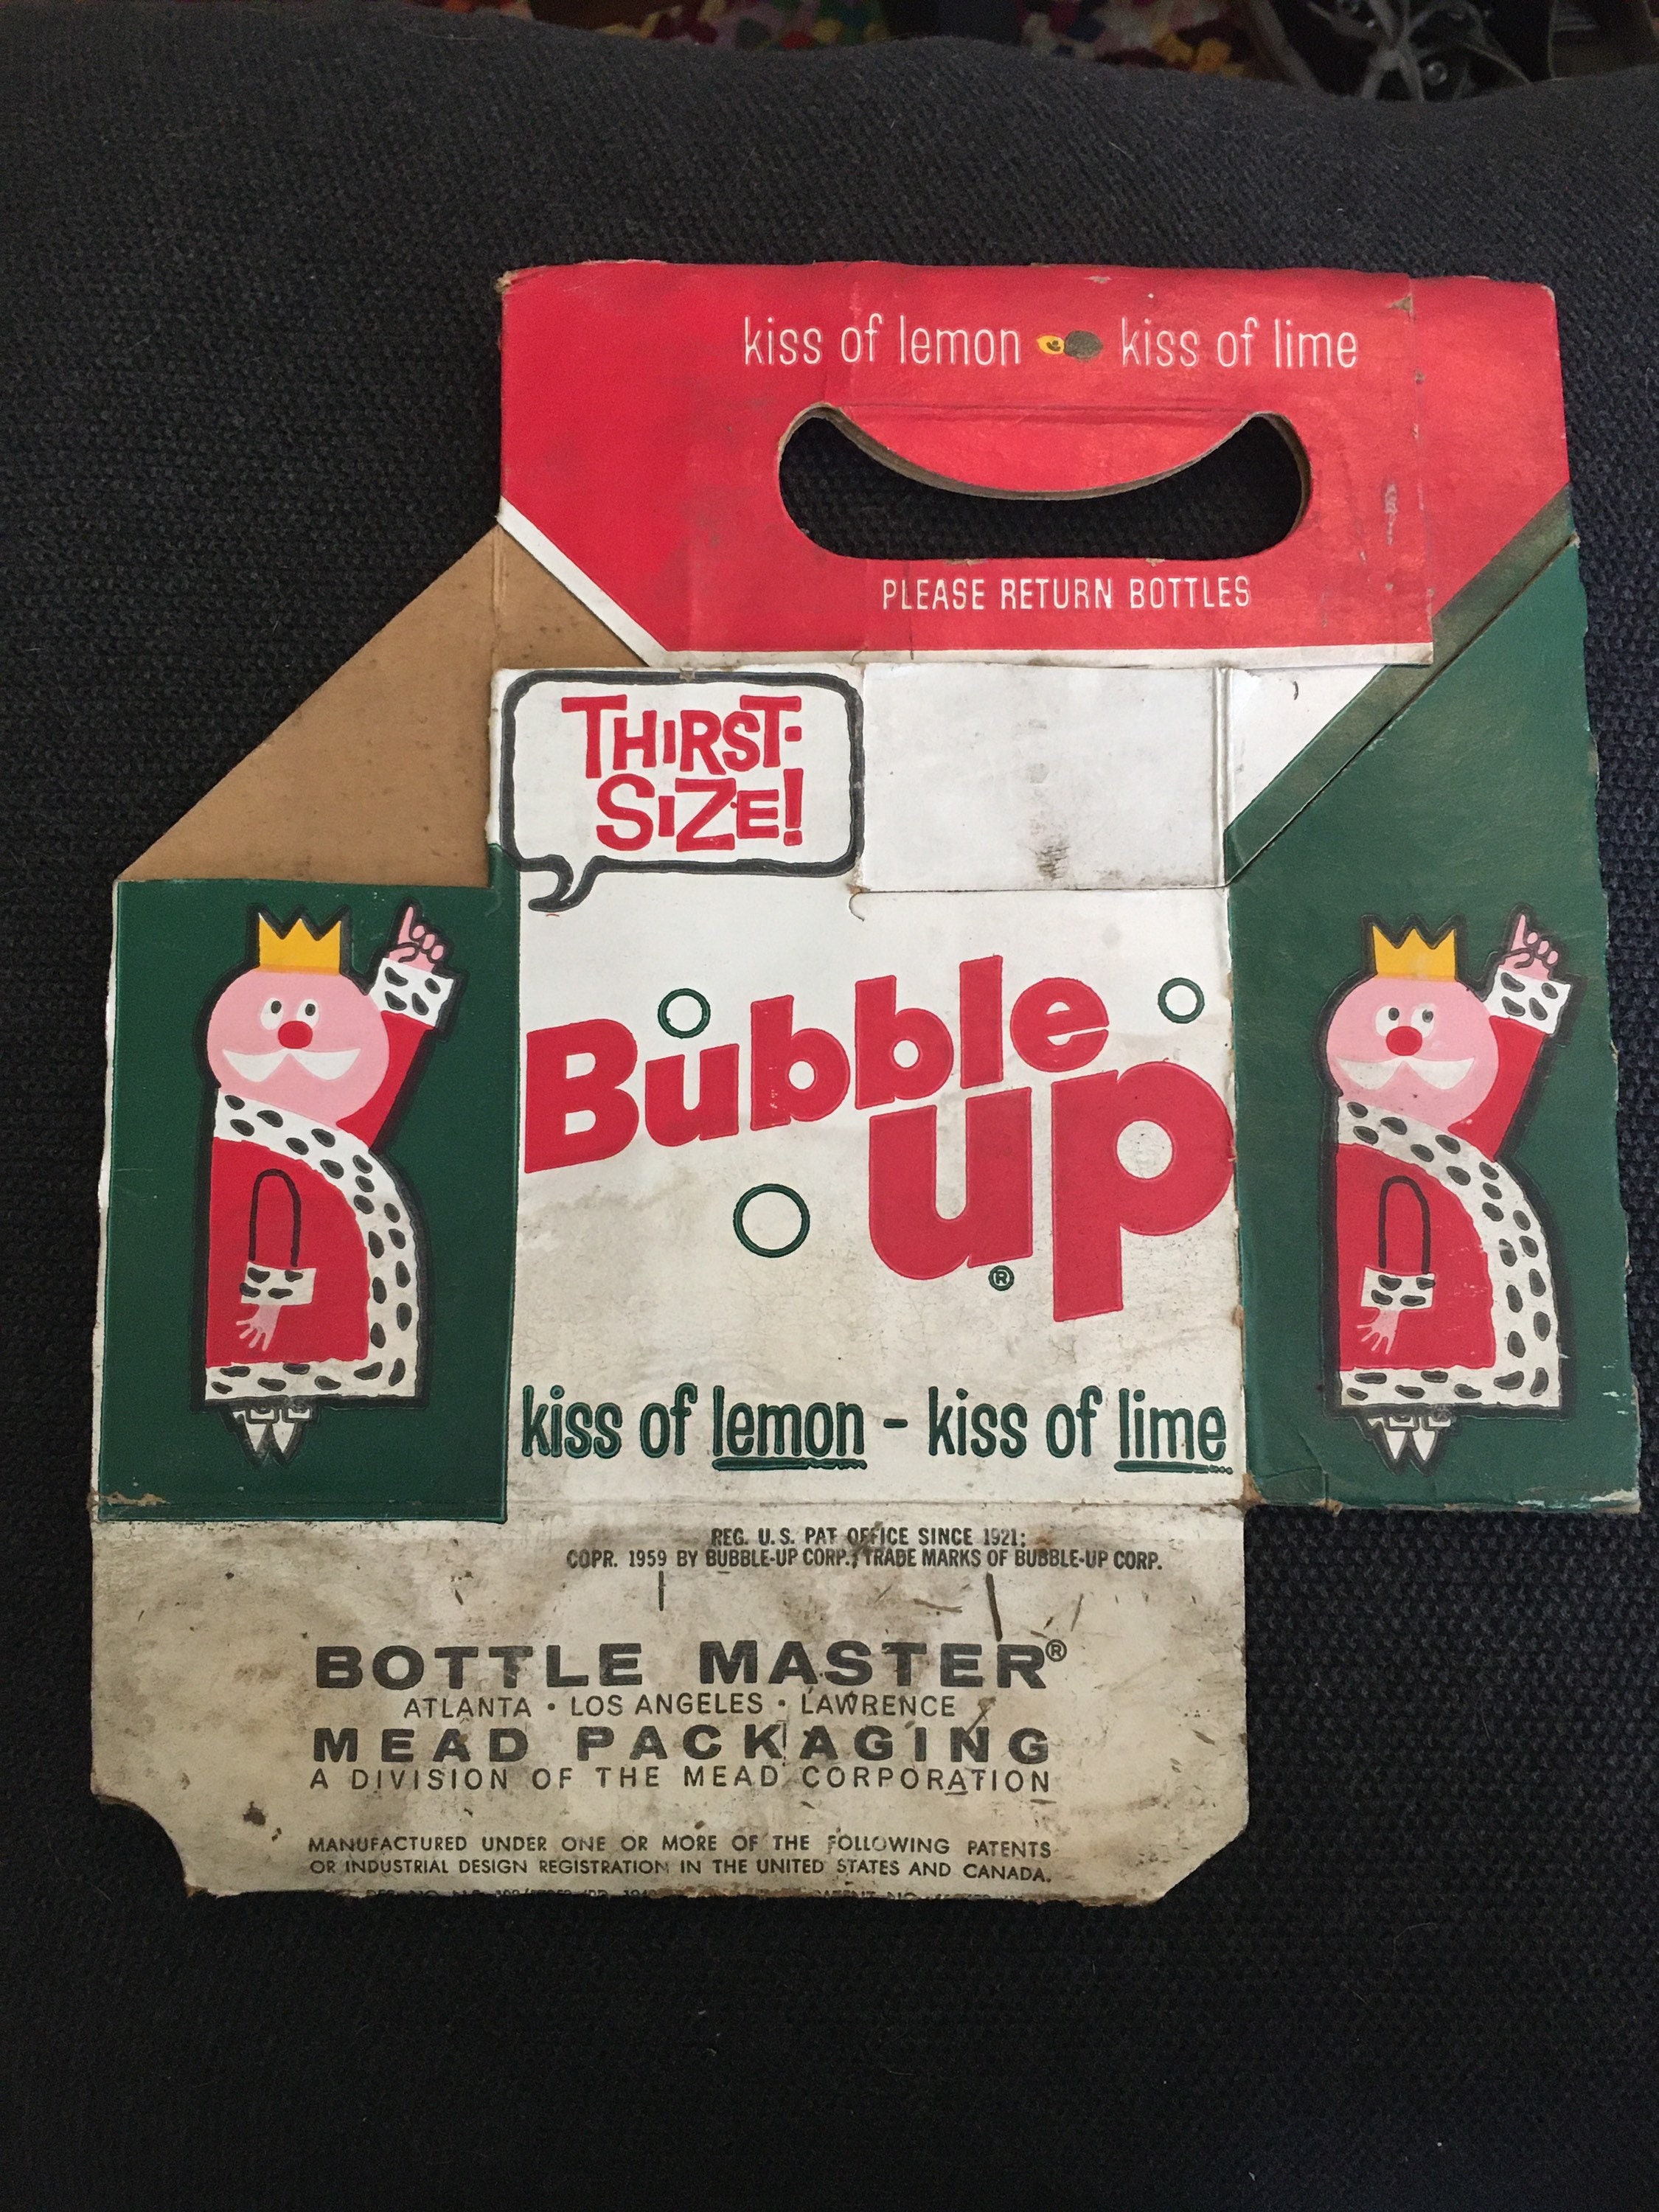 kiss of lemon kiss of lime
PLEASE RETURN BOTTLES
THIRST-
SIZE!
Bubble
up
®
kiss of lemon - kiss of lime
REG. U.S. PAT OFFICE SINCE 1921;
COPR. 1959 BY BUBBLE-UP CORP.; TRADE MARKS OF BUBBLE-UP CORP.
BOTTLE MASTER®
ATLANTA • LOS ANGELES • LAWRENCE
MEAD PACKAGING
A DIVISION OF THE MEAD CORPORATION
MANUFACTURED UNDER ONE OR MORE OF THE FOLLOWING PATENTS
OR INDUSTRIAL DESIGN REGISTRATION IN THE UNITED STATES AND CANADA.